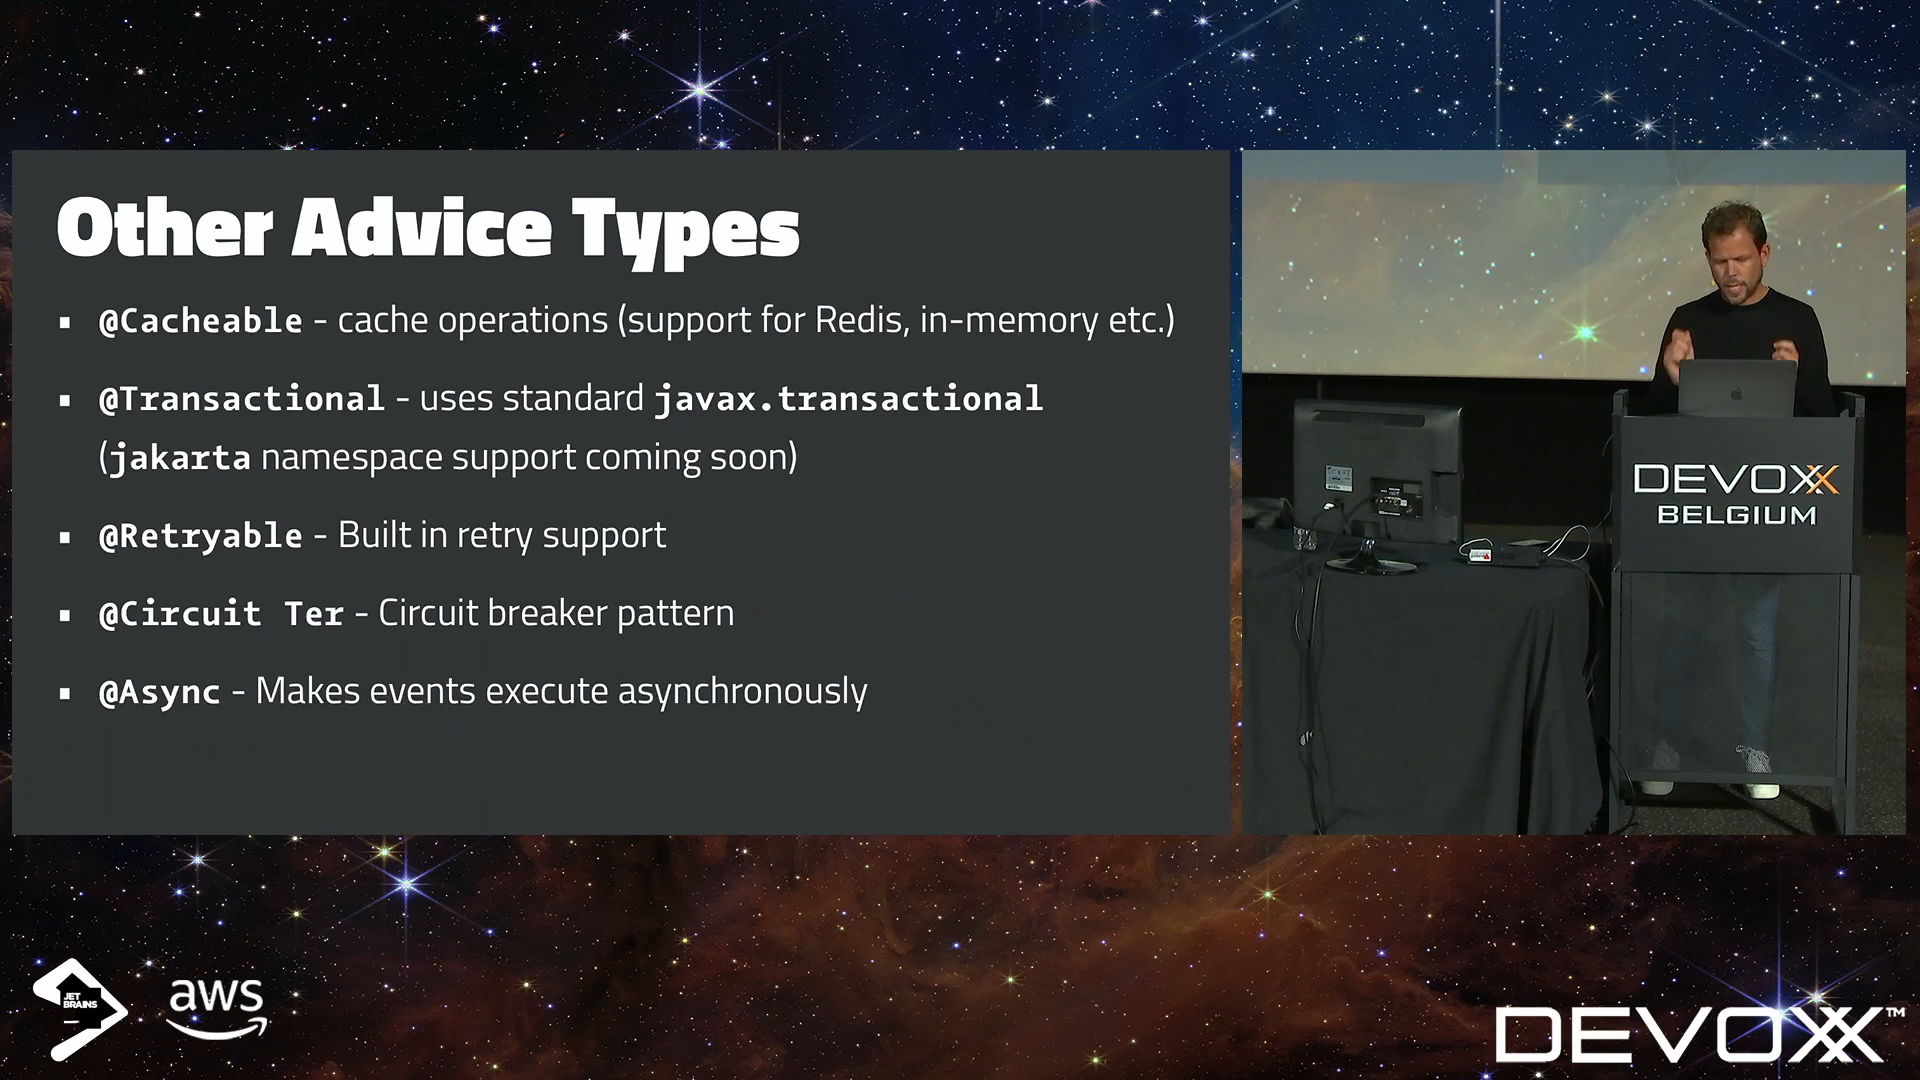 Other Advice Types
▪ @Cacheable - cache operations (support for Redis, in-memory etc.)
▪ @Transactional - uses standard javax.transactional
(jakarta namespace support coming soon)
▪ @Retryable - Built in retry support
▪ @Circuit Ter - Circuit breaker pattern
▪ @Async - Makes events execute asynchronously
DEVOXX
BELGIUM
JET
BRAINS
aws
DEVOXX™